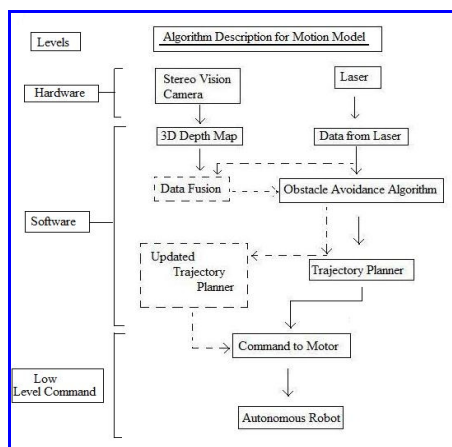 Levels
Algorithm Description for Motion Model
Hardware
Stereo Vision
Camera
Laser
3D Depth Map
Data from Laser
Data Fusion
Obstacle Avoidance Algorithm
Software
Updated
Trajectory
Planner
Trajectory Planner
Command to Motor
Low
Level Command
Autonomous Robot